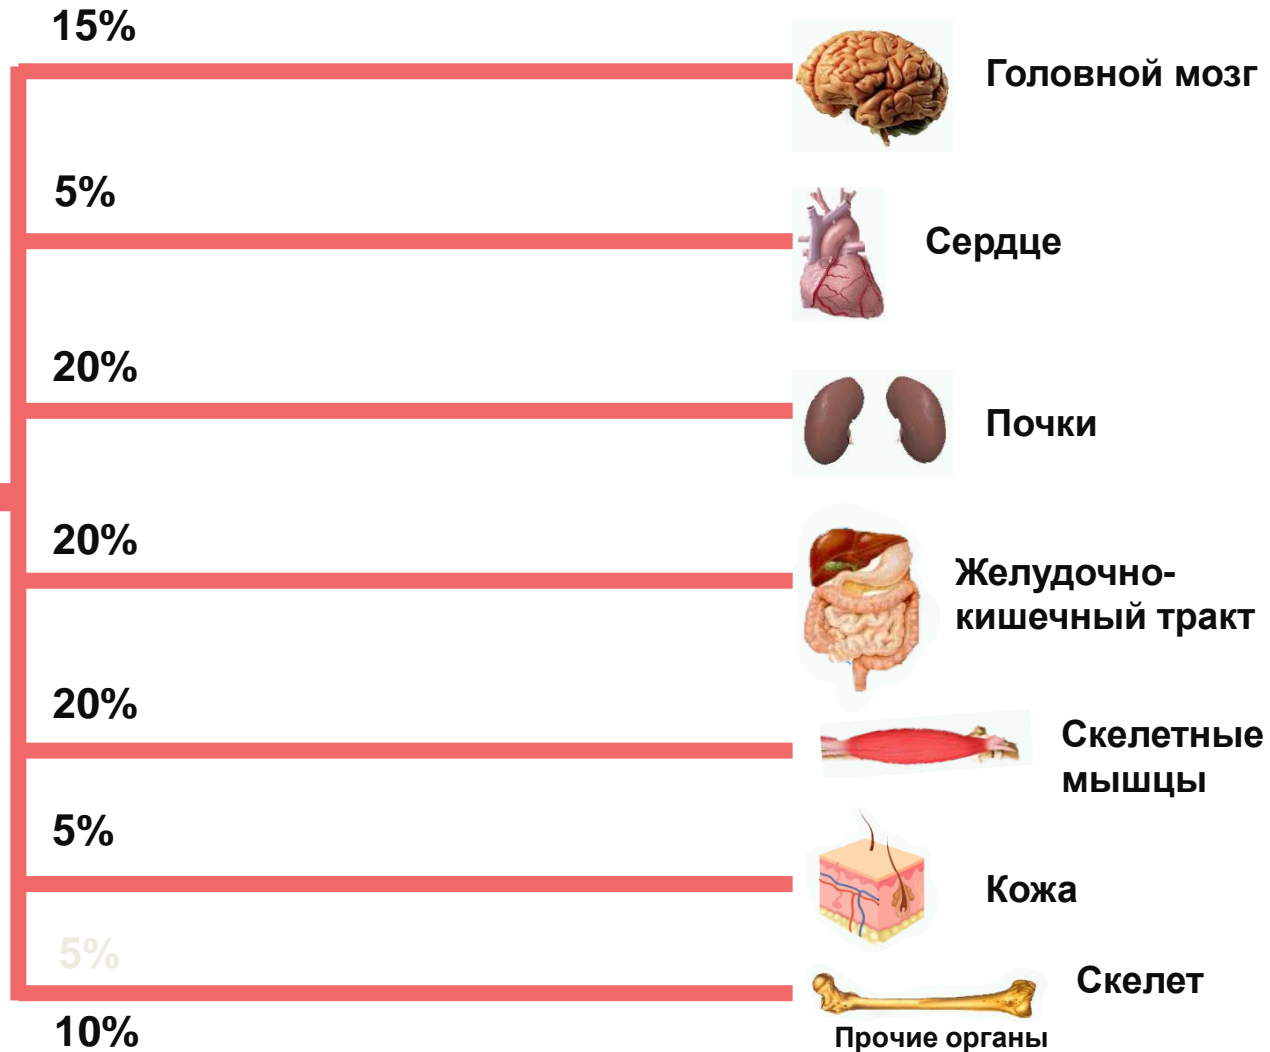 15%
Головной мозг
5%
Сердце
20%
Почки
20%
Желудочно-
кишечный тракт
20%
Скелетные
мышцы
5%
Кожа
5%
Скелет
10%
Прочие органы